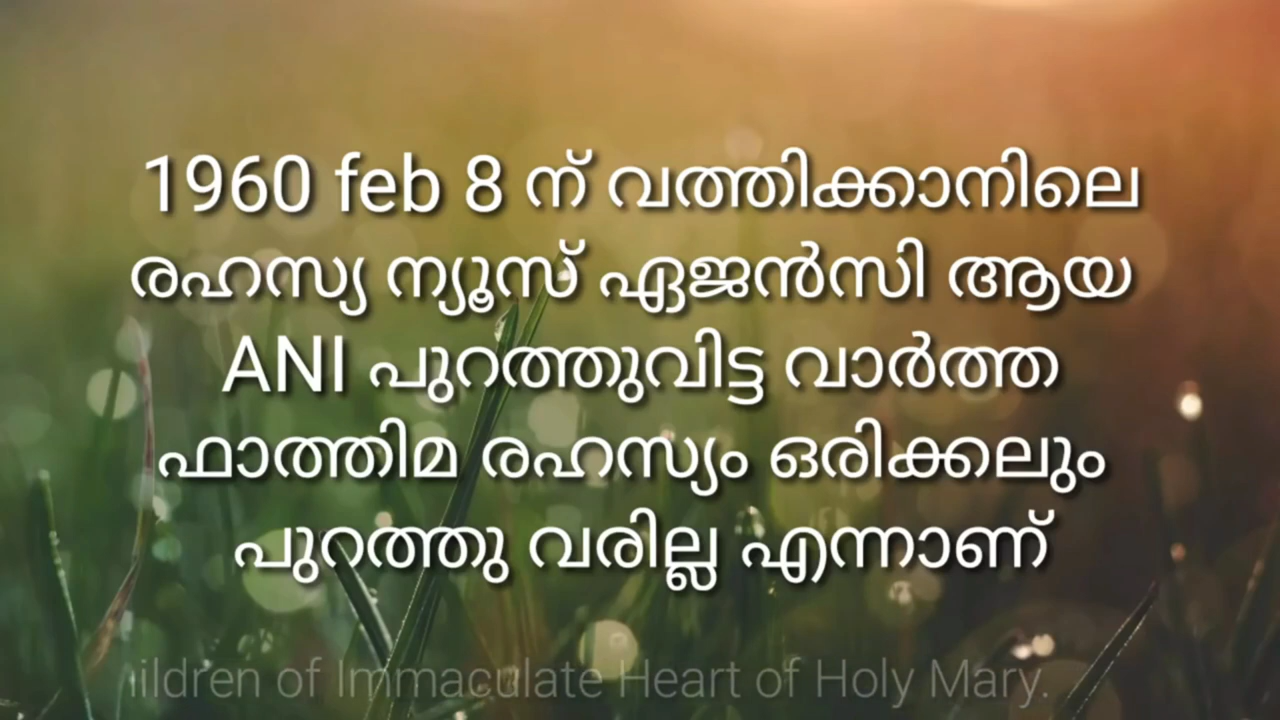 1960 feb 8 ന് വത്തിക്കാനിലെ
രഹസ്യ ന്യൂസ് ഏജൻസി ആയ
ANI പുറത്തുവിട്ട വാർത്ത
ഫാത്തിമ രഹസ്യം ഒരിക്കലും
പുറത്തു വരില്ല എന്നാണ്
ildren of Immaculate Heart of Holy Mary.